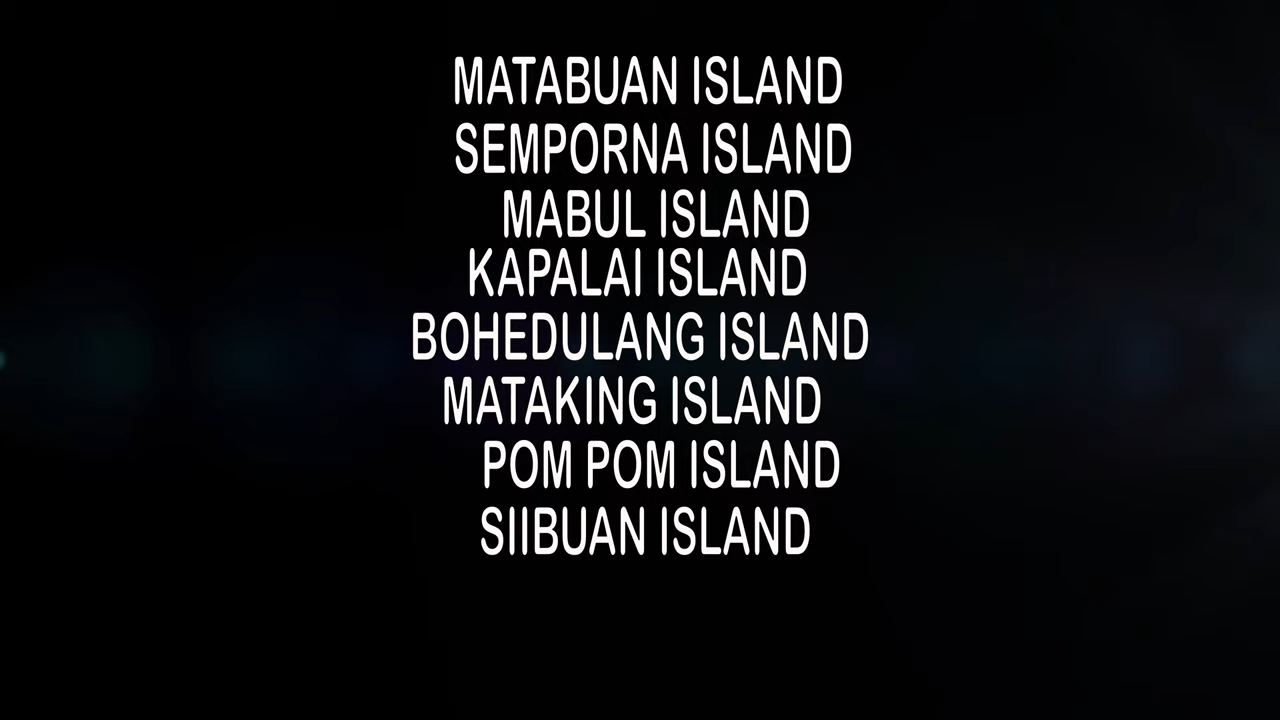 MATABUAN ISLAND
SEMPORNA ISLAND
MABUL ISLAND
KAPALAI ISLAND
BOHEDULANG ISLAND
MATAKING ISLAND
POM POM ISLAND
SIIBUAN ISLAND